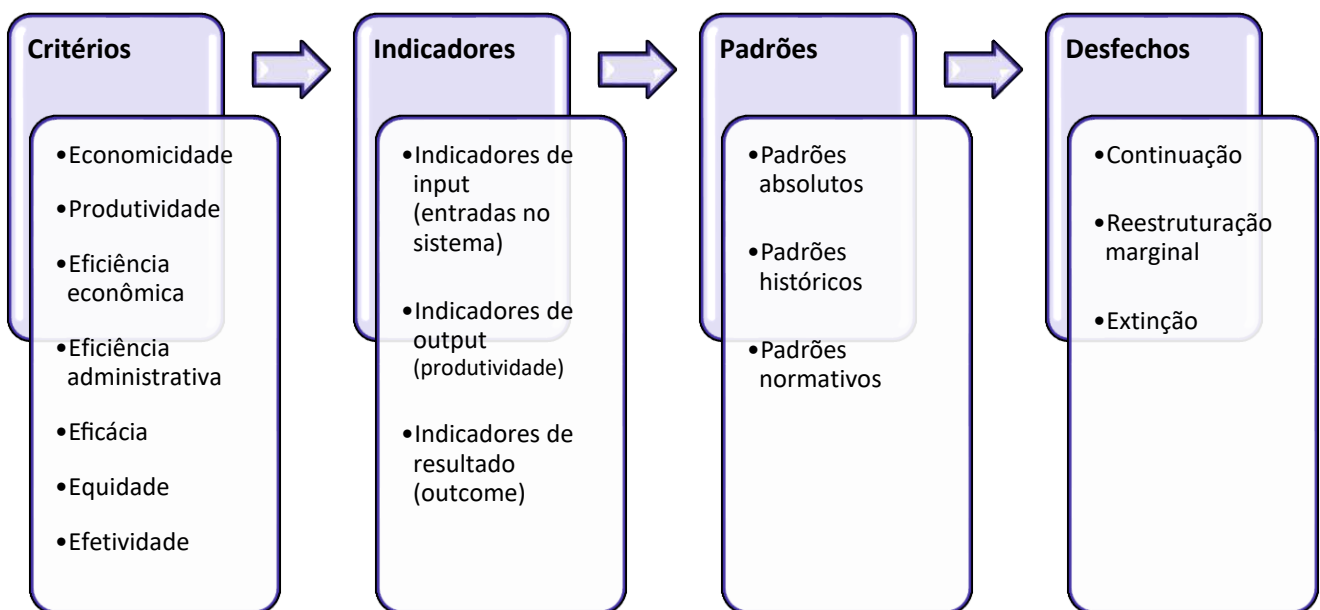 Critérios
•Economicidade
•Produtividade
•Eficiência
econômica
•Eficiência
administrativa
•Eficácia
•Equidade
•Efetividade
Indicadores
•Indicadores de
input
(entradas no
sistema)
•Indicadores de
output
(produtividade)
•Indicadores de
resultado
(outcome)
Padrões
•Padrões
absolutos
•Padrões
históricos
•Padrões
normativos
Desfechos
•Continuação
•Reestruturação
marginal
•Extinção